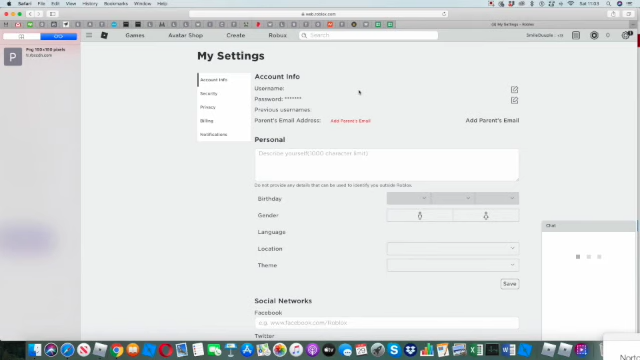 Safari File Edit View History Bookmarks Window Help
web.roblox.com
My Settings - Roblox
Games Avatar Shop Create Robux Search
Png 150×150 pixels
My Settings
Account Info
Security
Privacy
Billing
Notifications
Account Info
Username:
Password: *******
Previous usernames:
Parent's Email Address: Add Parent's Email Add Parent's Email
Personal
Describe yourself(1000 character limit)
Do not provide any details that can be used to identify you outside Roblox.
Birthday
Gender
Language
Location
Theme
Save
Social Networks
Facebook
e.g. www.facebook.com/Roblox
Twitter
Chat